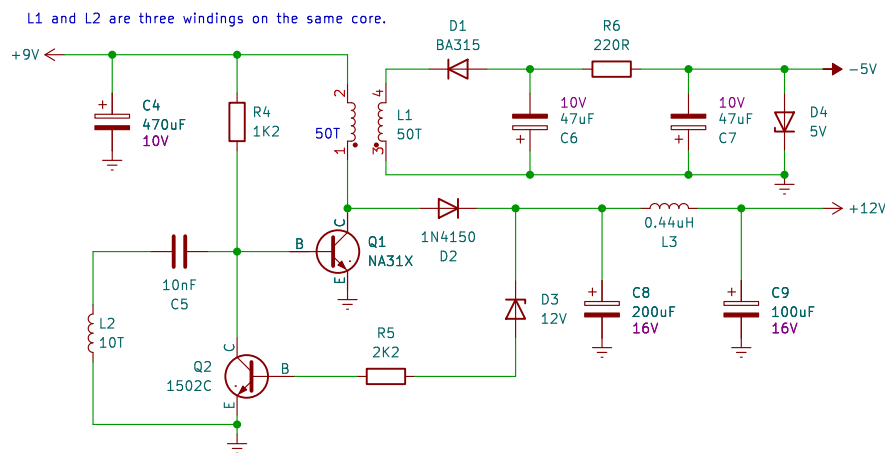 L1 and L2 are three windings on the same core.
+9V
C4
470uF
10V
R4
1K2
2
1
50T
4
3
L1
50T
D1
BA315
R6
220R
-5V
10V
47uF
C6
10V
47uF
C7
D4
5V
B
C
E
Q1
NA31X
1N4150
D2
0.44uH
L3
+12V
10nF
C5
L2
10T
D3
12V
C8
200uF
16V
C9
100uF
16V
R5
2K2
Q2
1502C
C
B
E